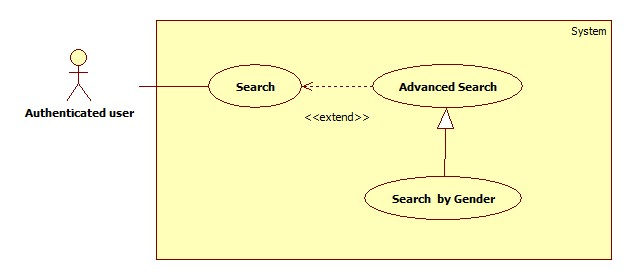 System
Search
Advanced Search
Authenticated user
<<extend>>
Search by Gender